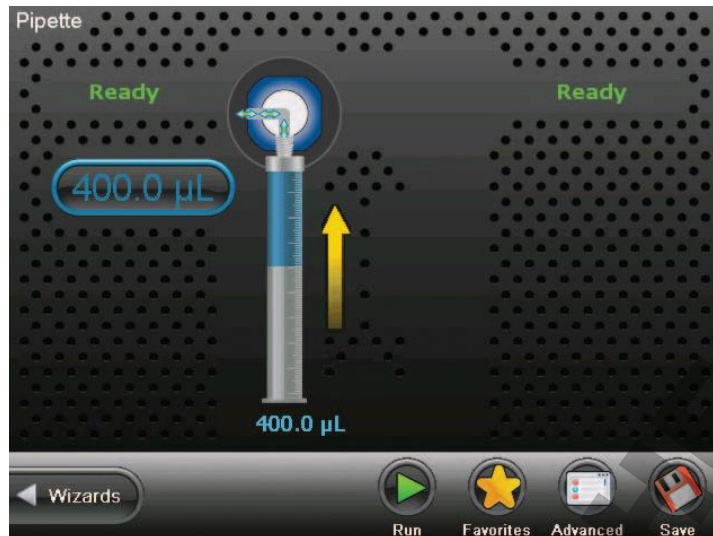 Pipette
Ready
Ready
400.0 µL
400.0 µL
Wizards
Run
Favorites
Advanced
Save